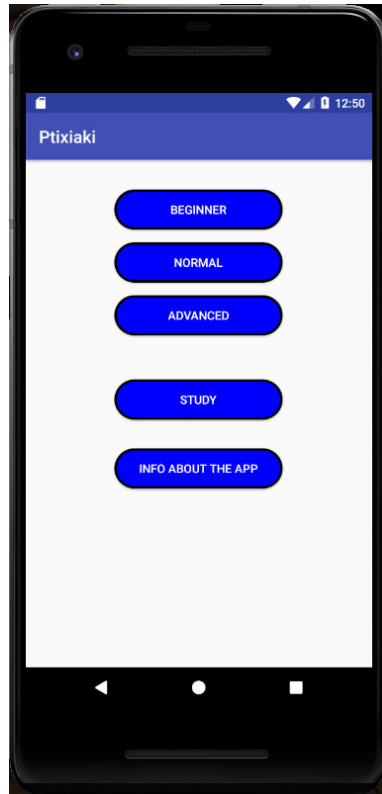 12:50
Ptixiaki
BEGINNER
NORMAL
ADVANCED
STUDY
INFO ABOUT THE APP